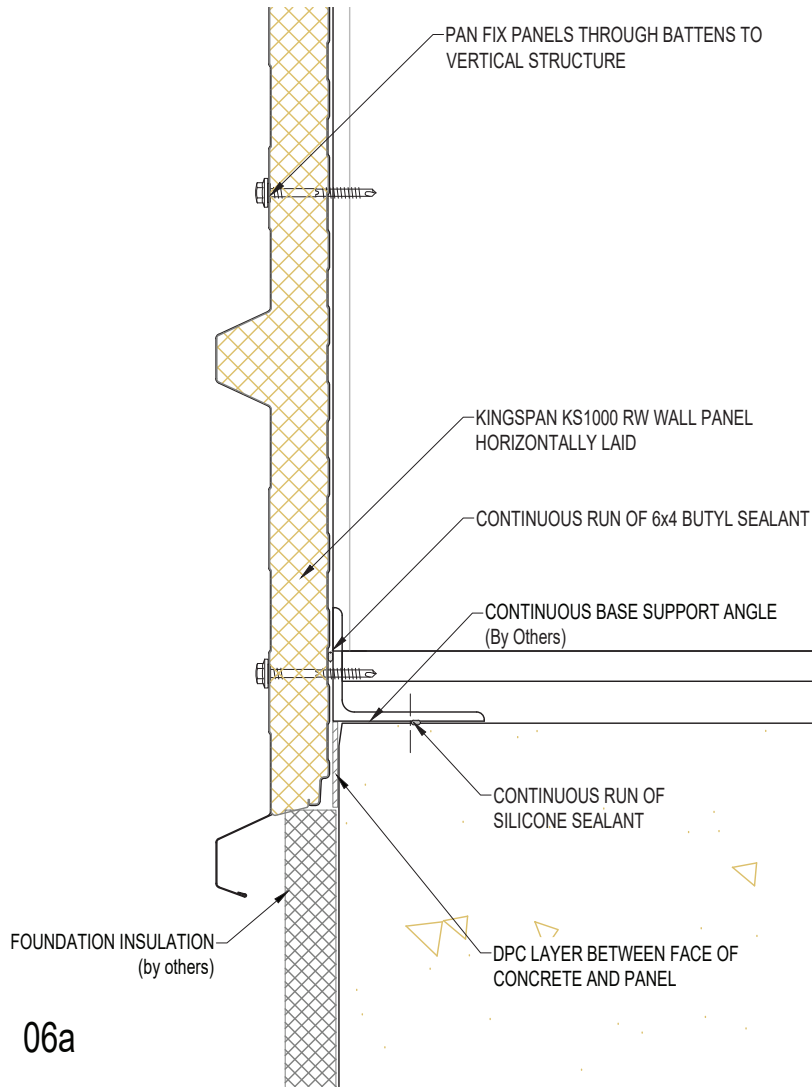 PAN FIX PANELS THROUGH BATTENS TO
VERTICAL STRUCTURE
KINGSPAN KS1000 RW WALL PANEL
HORIZONTALLY LAID
CONTINUOUS RUN OF 6x4 BUTYL SEALANT
CONTINUOUS BASE SUPPORT ANGLE
(By Others)
CONTINUOUS RUN OF
SILICONE SEALANT
FOUNDATION INSULATION
(by others)
DPC LAYER BETWEEN FACE OF
CONCRETE AND PANEL
06a